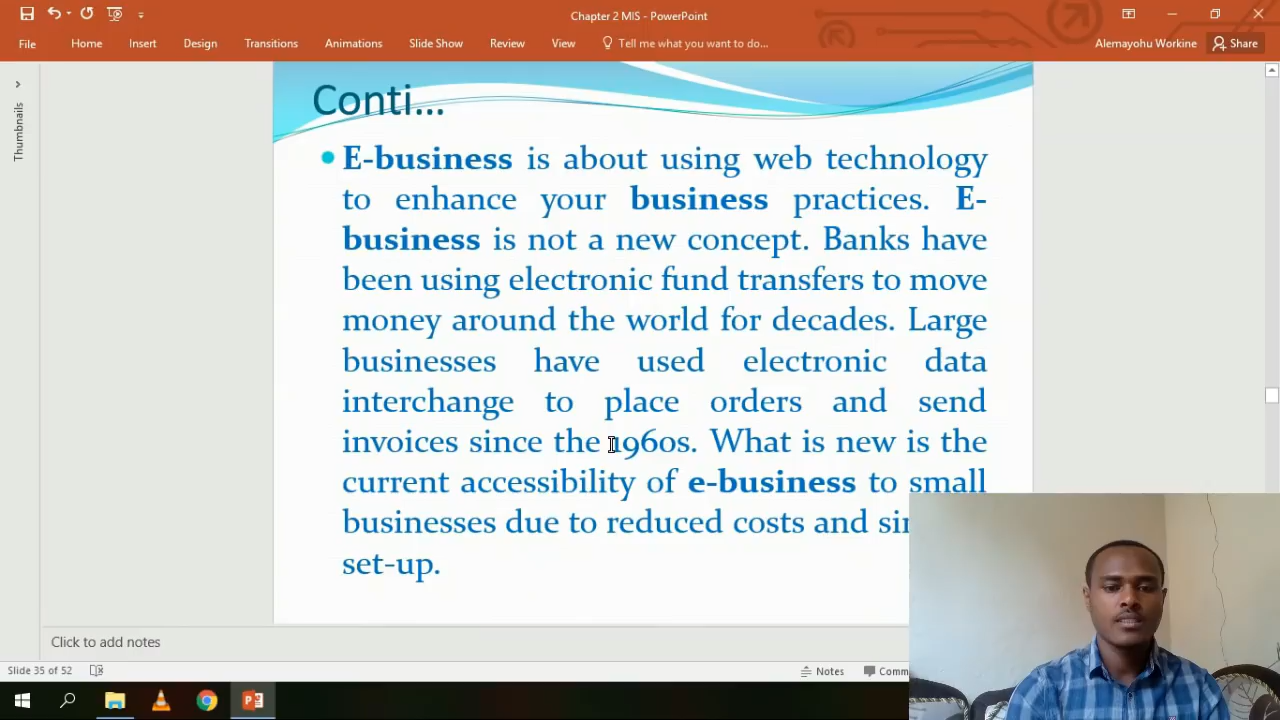 Chapter 2 MIS - PowerPoint
File Home Insert Design Transitions Animations Slide Show Review View Tell me what you want to do... Alemayohu Workine Share
Thumbnails
Conti...
E-business is about using web technology
to enhance your business practices. E-
business is not a new concept. Banks have
been using electronic fund transfers to move
money around the world for decades. Large
businesses have used electronic data
interchange to place orders and send
invoices since the 1960s. What is new is the
current accessibility of e-business to small
businesses due to reduced costs and
set-up.
Click to add notes
Slide 35 of 52 Notes